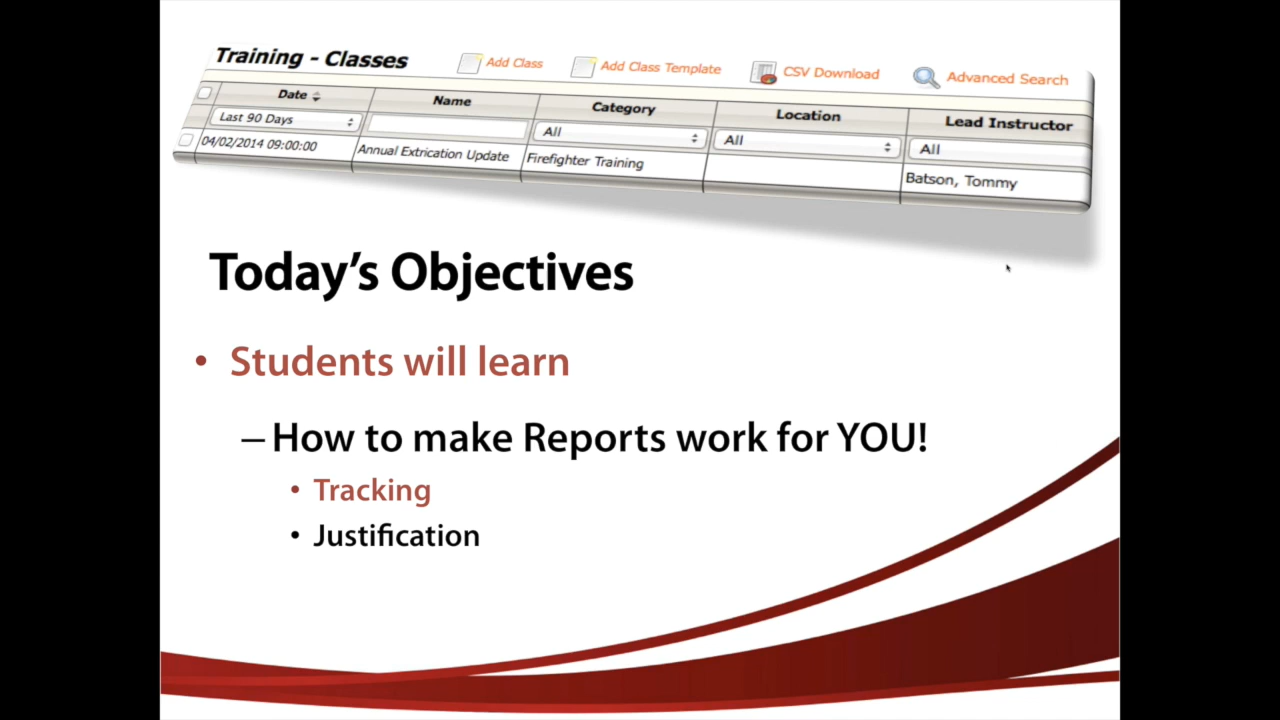 Training - Classes Add Class Add Class Template CSV Download Advanced Search
Date Name Category Location Lead Instructor
Last 90 Days All All All
04/02/2014 09:00:00 Annual Extrication Update Firefighter Training Batson, Tommy
Today's Objectives
• Students will learn
– How to make Reports work for YOU!
• Tracking
• Justification